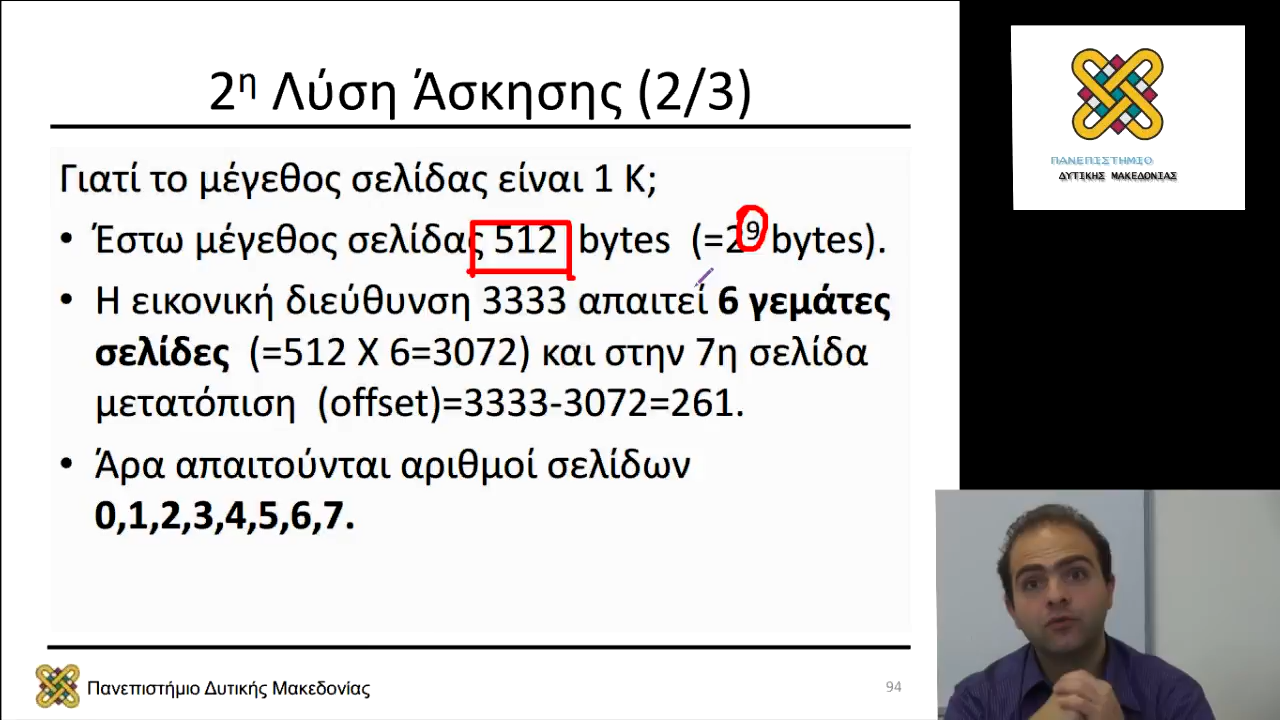 2η Λύση Άσκησης (2/3)
Γιατί το μέγεθος σελίδας είναι 1 Κ;
• Έστω μέγεθος σελίδας 512 bytes (=2⁹ bytes).
• Η εικονική διεύθυνση 3333 απαιτεί 6 γεμάτες
σελίδες (=512 Χ 6=3072) και στην 7η σελίδα
μετατόπιση (offset)=3333-3072=261.
• Άρα απαιτούνται αριθμοί σελίδων
0,1,2,3,4,5,6,7.
Πανεπιστήμιο Δυτικής Μακεδονίας
94
ΠΑΝΕΠΙΣΤΗΜΙΟ
ΔΥΤΙΚΗΣ ΜΑΚΕΔΟΝΙΑΣ